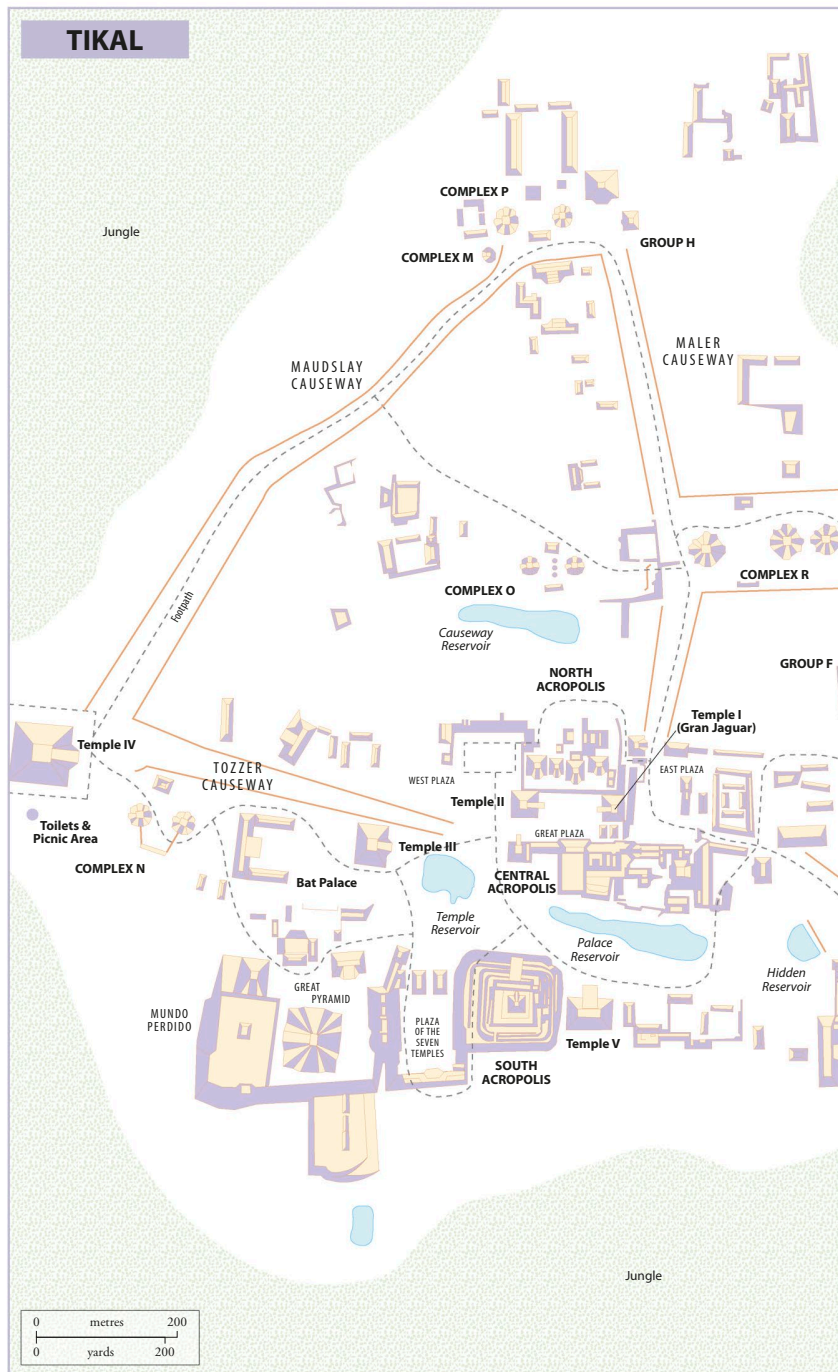 TIKAL
Jungle
COMPLEX P
GROUP H
COMPLEX M
MALER
CAUSEWAY
MAUDSLAY
CAUSEWAY
COMPLEX R
COMPLEX O
Footpath
Causeway
Reservoir
GROUP F
NORTH
ACROPOLIS
Temple I
(Gran Jaguar)
Temple IV
TOZZER
CAUSEWAY
WEST PLAZA
EAST PLAZA
Temple II
Toilets &
Picnic Area
GREAT PLAZA
Temple III
COMPLEX N
CENTRAL
ACROPOLIS
Bat Palace
Temple
Reservoir
Palace
Reservoir
Hidden
Reservoir
GREAT
PYRAMID
MUNDO
PERDIDO
PLAZA
OF THE
SEVEN
TEMPLES
Temple V
SOUTH
ACROPOLIS
Jungle
0 metres 200
0 yards 200